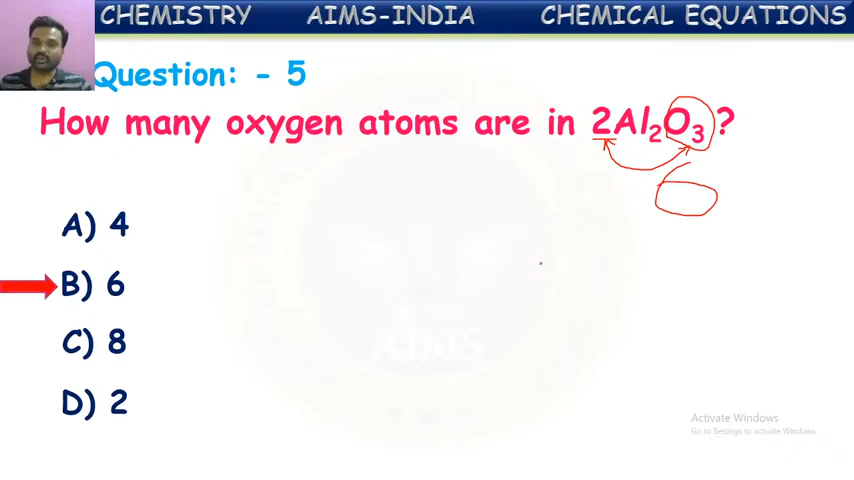 CHEMISTRY AIMS-INDIA CHEMICAL EQUATIONS
Question: - 5
How many oxygen atoms are in 2Al₂O₃ ?
6
A) 4
B) 6
C) 8
D) 2
AIMS
Activate Windows
Go to Settings to activate Windows.